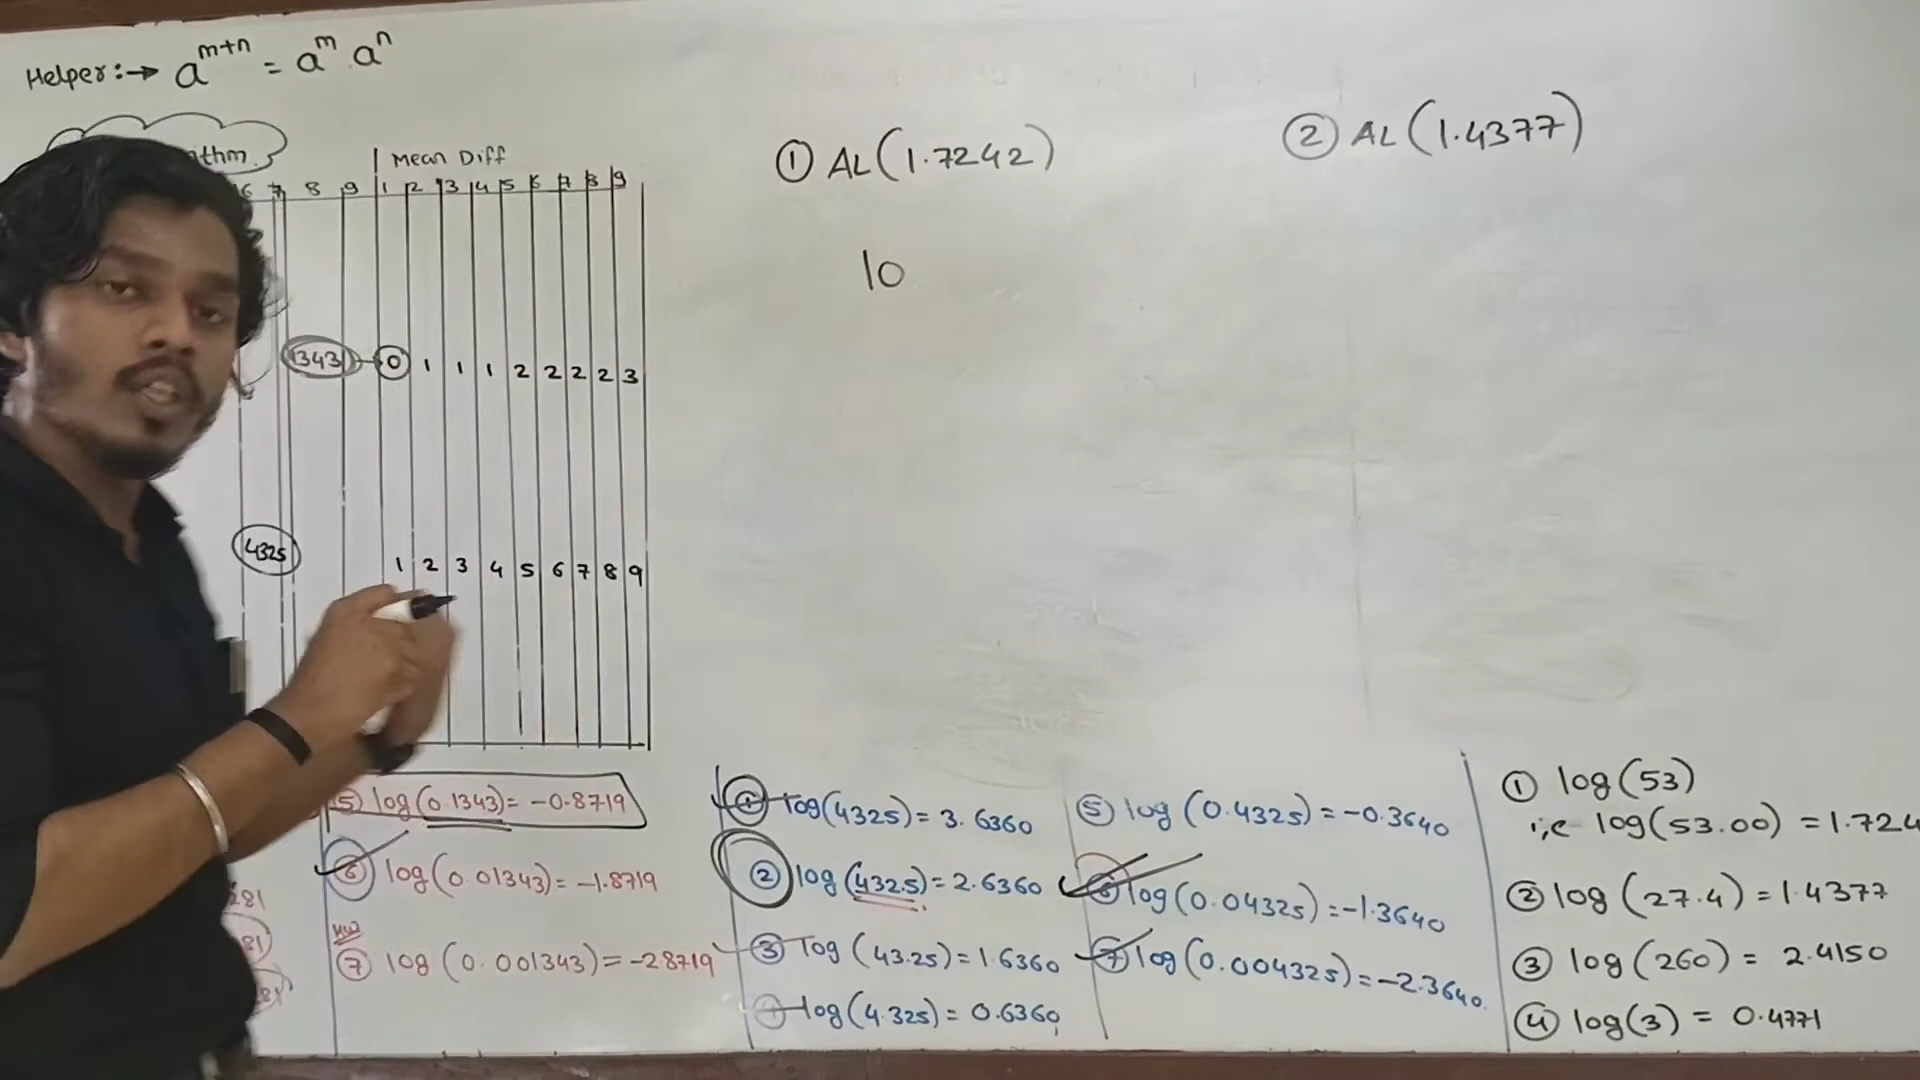 Helper:→ a^{m+n} = a^m . a^n
ithm.
Mean Diff
6 7 8 9 1 2 3 4 5 6 7 8 9
1343 0 1 1 1 2 2 2 2 3
4325 1 2 3 4 5 6 7 8 9
① AL(1.7242)
10
② AL(1.4377)
281
81
81
⑤ log(0.1343) = -0.8719
⑥ log(0.01343) = -1.8719
HW
⑦ log(0.001343) = -2.8719
① log(4325) = 3.6360
② log(432.5) = 2.6360
③ log(43.25) = 1.6360
④ log(4.325) = 0.6360
⑤ log(0.4325) = -0.3640
⑥ log(0.04325) = -1.3640
⑦ log(0.004325) = -2.3640.
① log(53)
i,e log(53.00) = 1.724
② log(27.4) = 1.4377
③ log(260) = 2.4150
④ log(3) = 0.4771